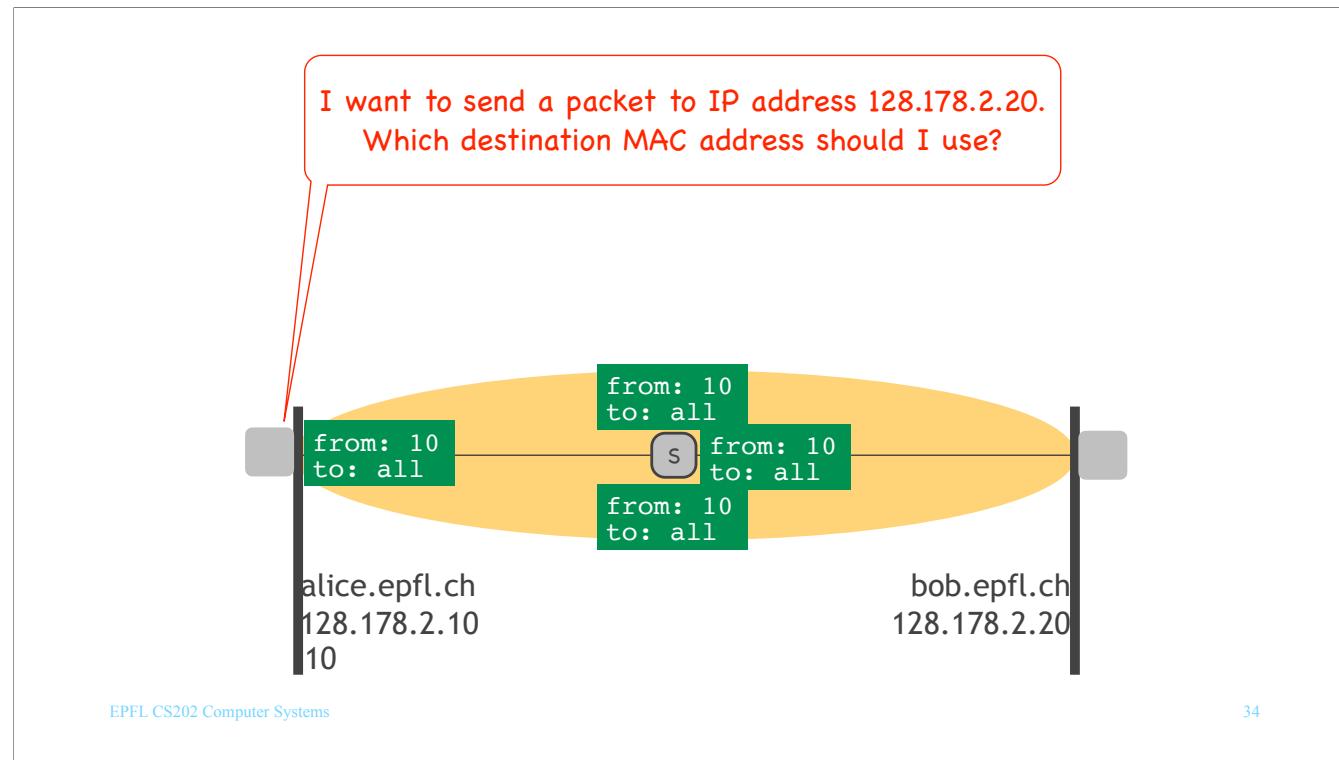 I want to send a packet to IP address 128.178.2.20.
Which destination MAC address should I use?
from: 10
to: all
from: 10
to: all
S
from: 10
to: all
from: 10
to: all
alice.epfl.ch
128.178.2.10
10
bob.epfl.ch
128.178.2.20
EPFL CS202 Computer Systems
34